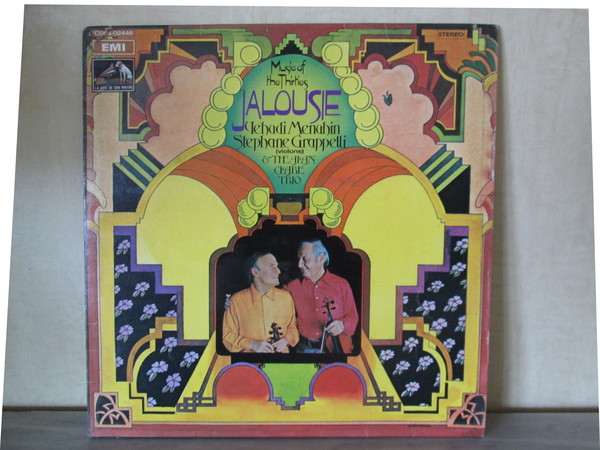 STEREO
EMI
LA VOIX DE SON MAITRE
Music of
the Thirties
JALOUSIE
Yehudi Menuhin
Stephane Grappelli
(violons)
& THE ALAN
CLARE
TRIO